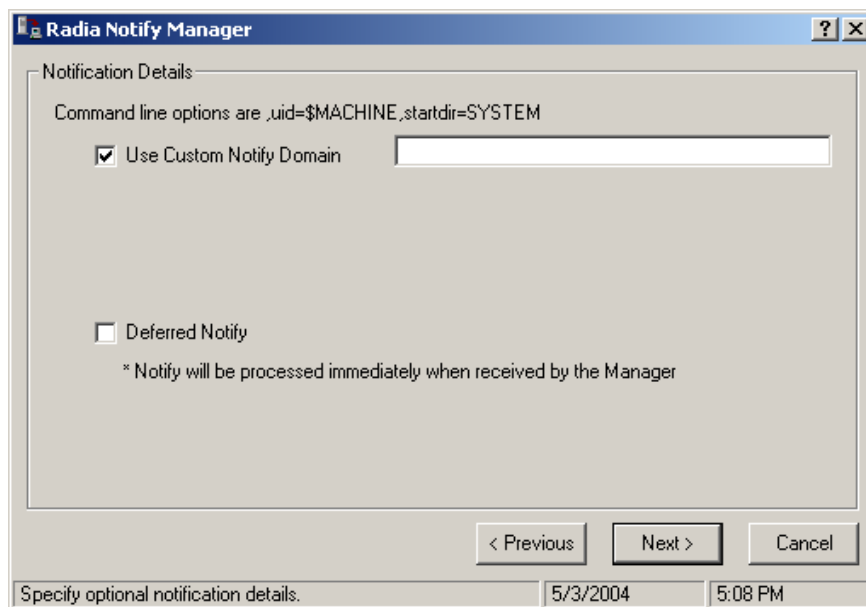 Radia Notify Manager
Notification Details
Command line options are ,uid=$MACHINE,startdir=SYSTEM
Use Custom Notify Domain
Deferred Notify
* Notify will be processed immediately when received by the Manager
< Previous
Next >
Cancel
Specify optional notification details.
5/3/2004
5:08 PM